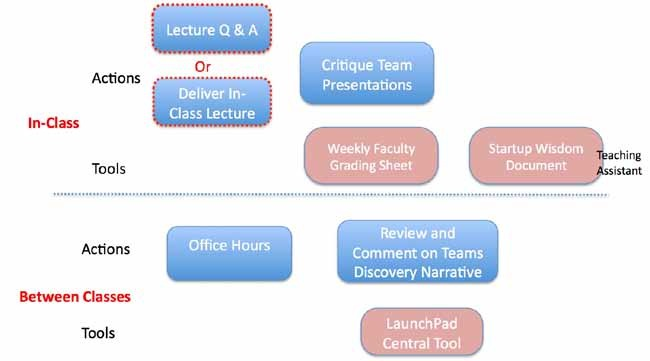 Lecture Q & A
Or
Actions
Deliver In-
Class Lecture
Critique Team
Presentations
In-Class
Tools
Weekly Faculty
Grading Sheet
Startup Wisdom
Document
Teaching
Assistant
Actions
Office Hours
Review and
Comment on Teams
Discovery Narrative
Between Classes
Tools
LaunchPad
Central Tool